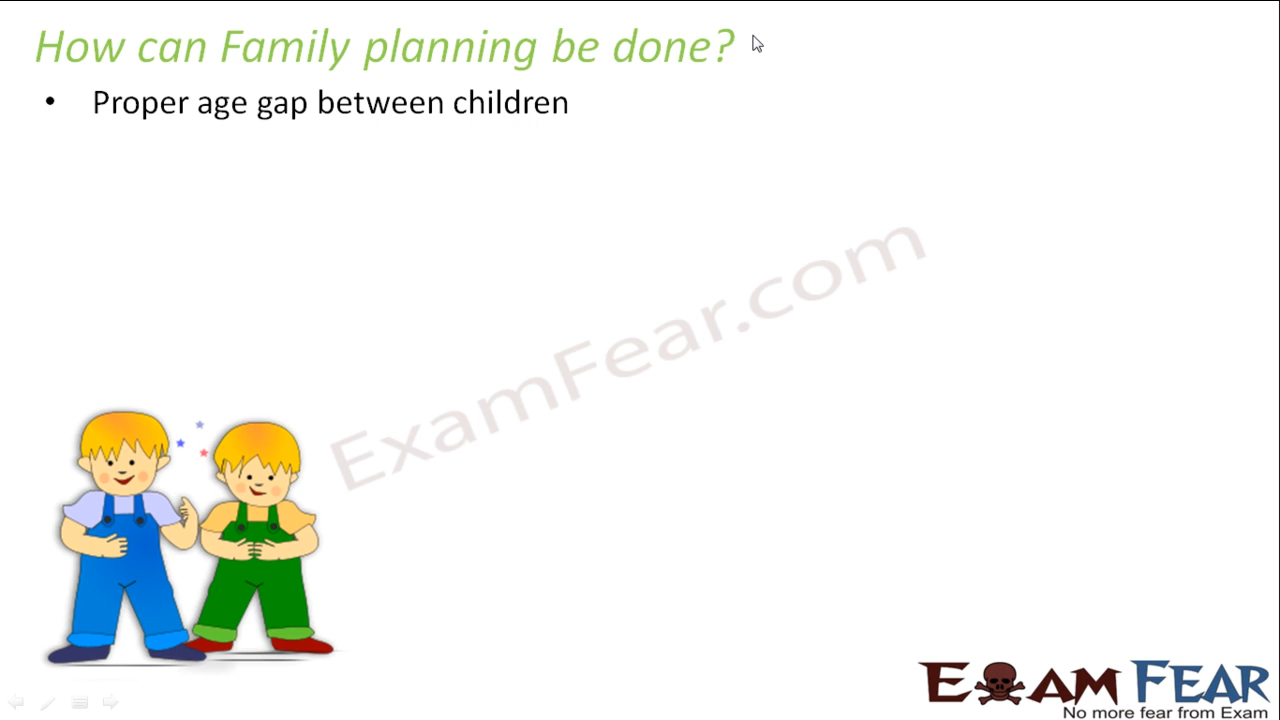 How can Family planning be done?
• Proper age gap between children
ExamFear.com
EXAM FEAR
No more fear from Exam